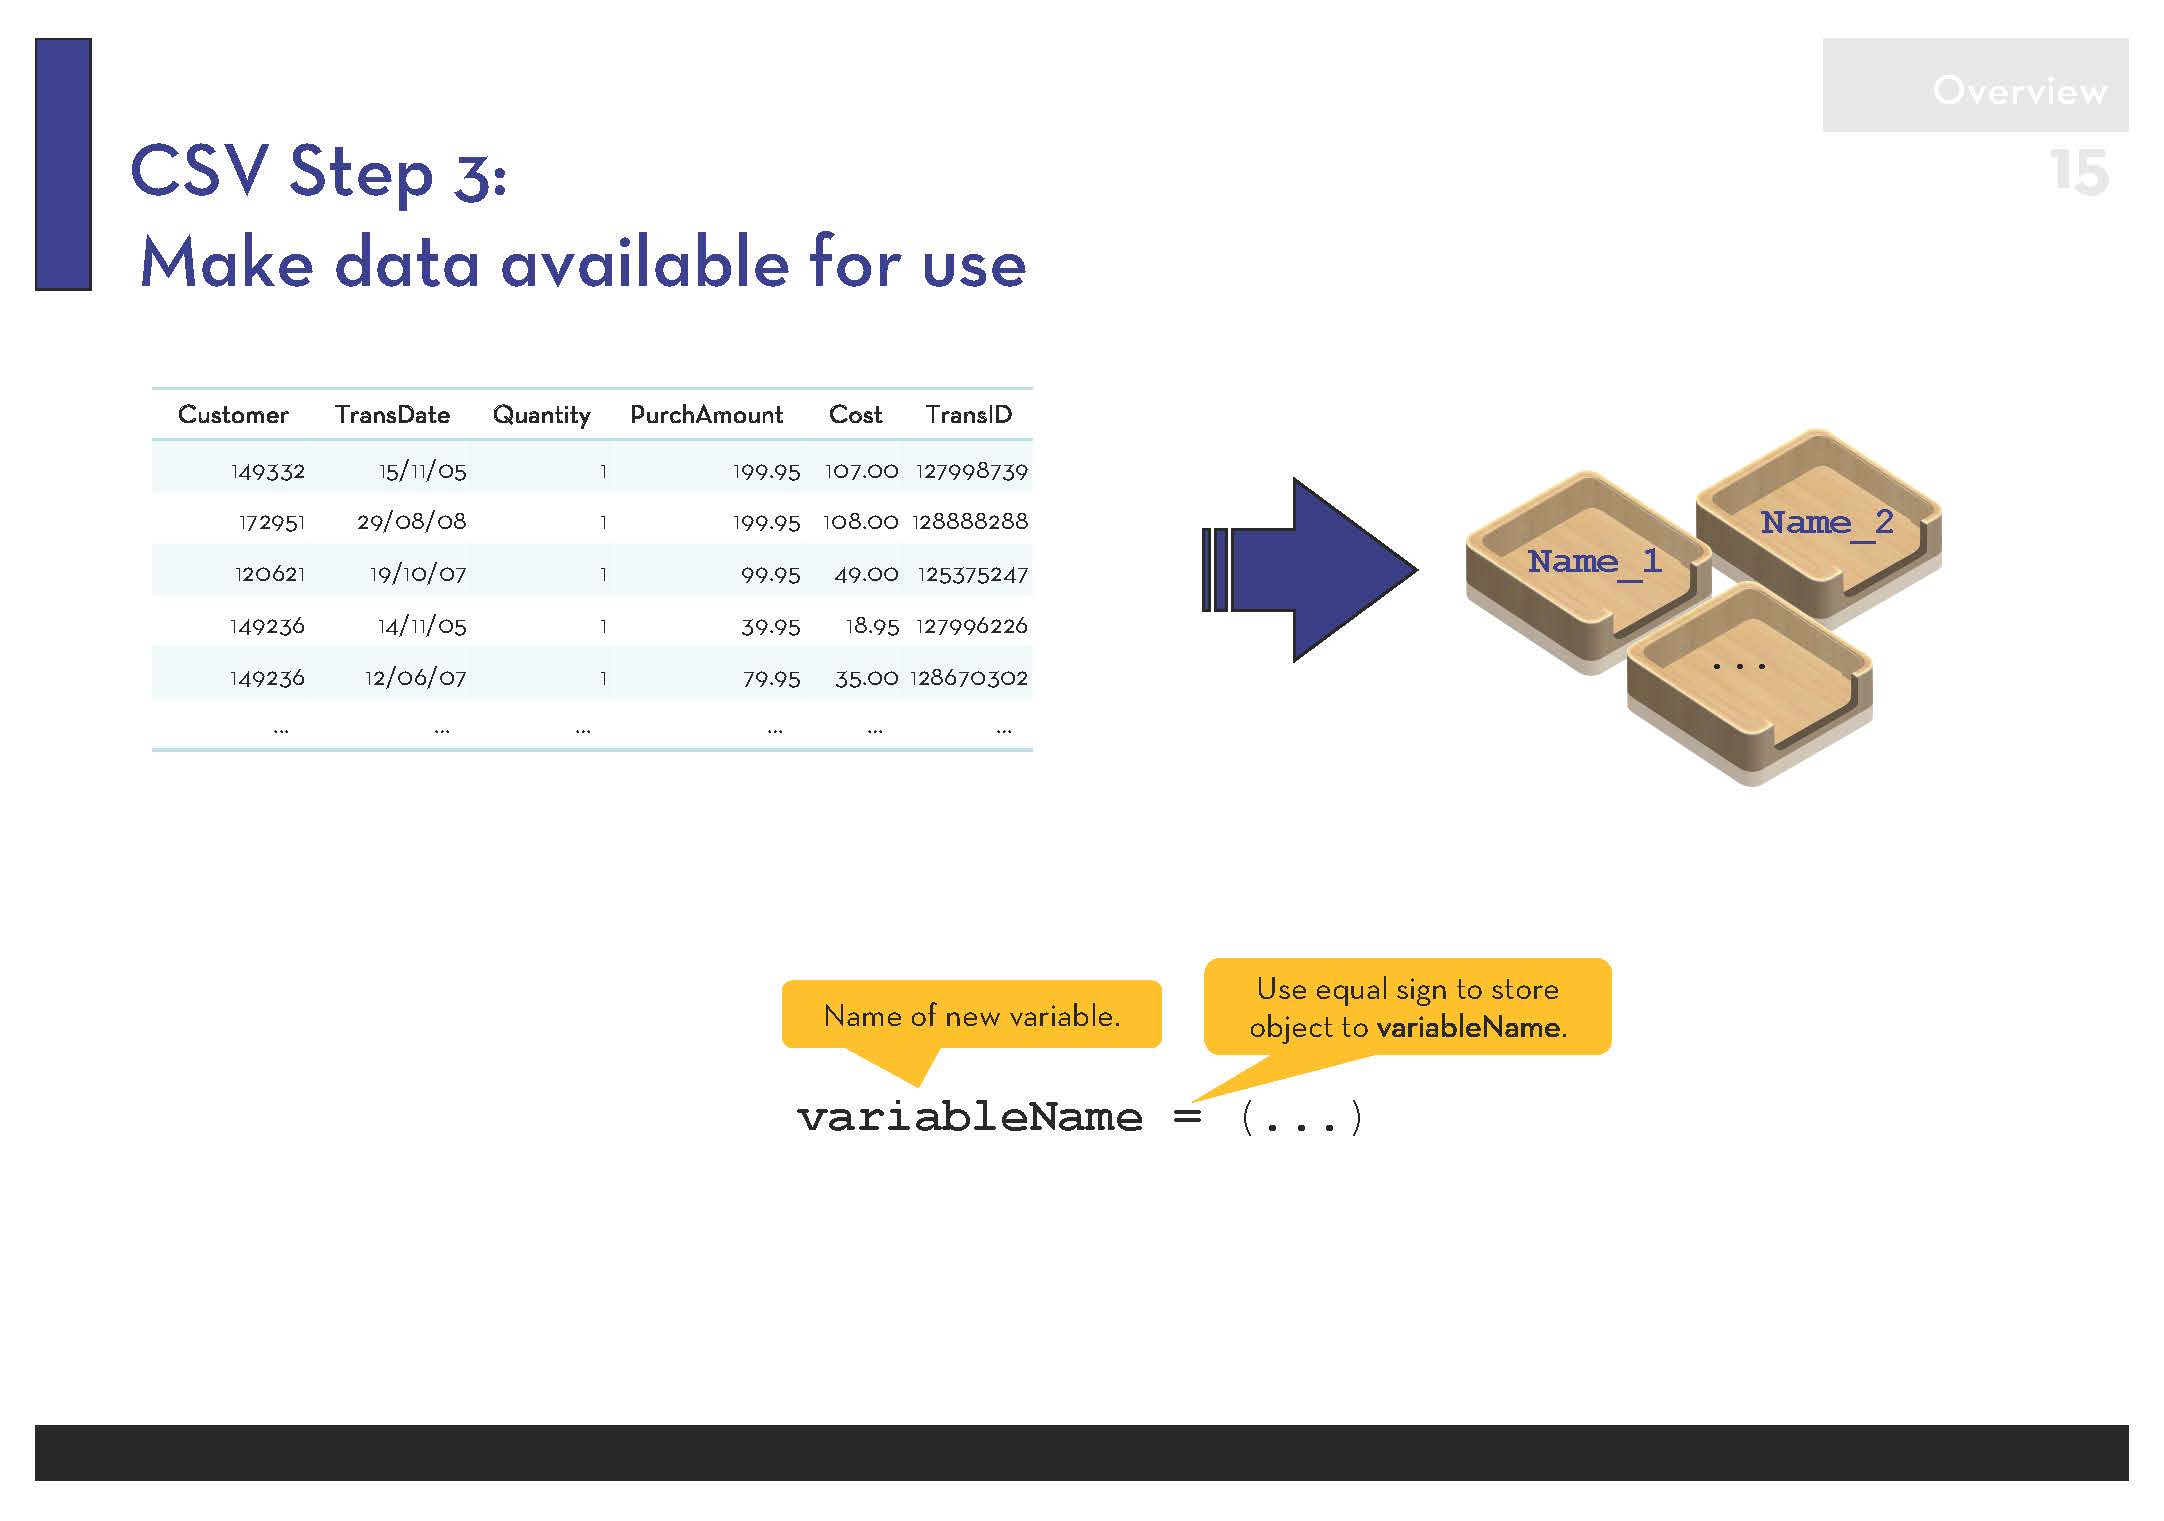 Overview
15
CSV Step 3:
Make data available for use
Customer TransDate Quantity PurchAmount Cost TransID
149332 15/11/05 1 199.95 107.00 127998739
172951 29/08/08 1 199.95 108.00 128888288
120621 19/10/07 1 99.95 49.00 125375247
149236 14/11/05 1 39.95 18.95 127996226
149236 12/06/07 1 79.95 35.00 128670302
... ... ... ... ... ...
Name_1
Name_2
...
Name of new variable.
Use equal sign to store
object to variableName.
variableName = (...)